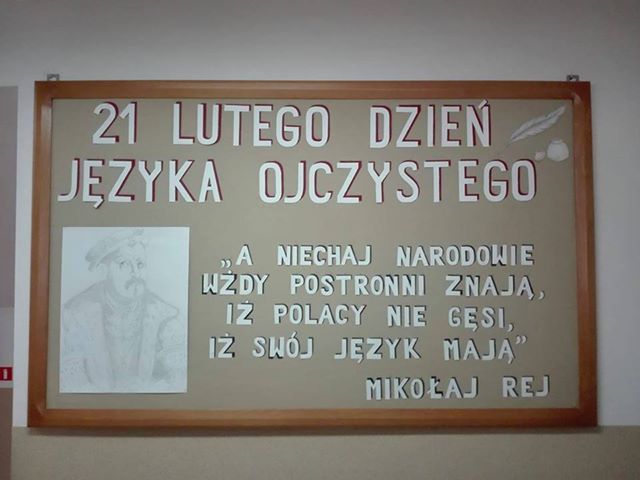 21 LUTEGO DZIEŃ
JĘZYKA OJCZYSTEGO
„A NIECHAJ NARODOWIE
WŻDY POSTRONNI ZNAJĄ,
IŻ POLACY NIE GĘSI,
IŻ SWÓJ JĘZYK MAJĄ”
MIKOŁAJ REJ